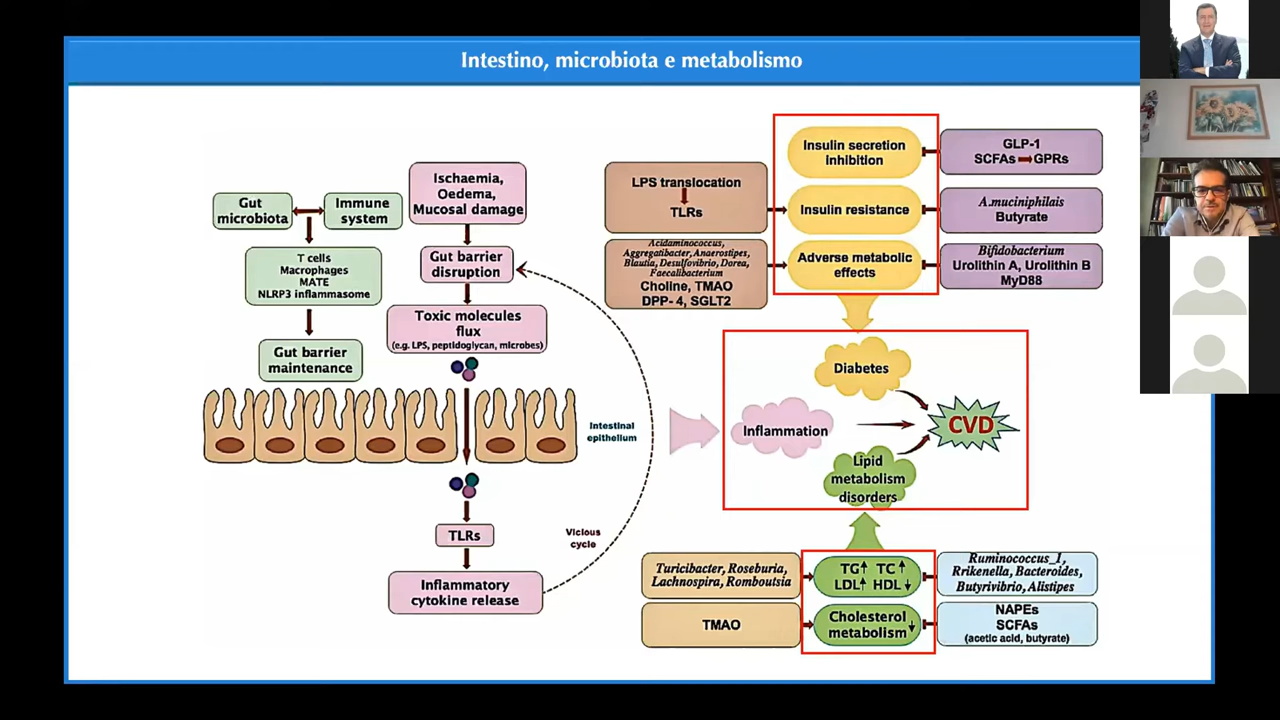 Intestino, microbiota e metabolismo
Gut
microbiota
Immune
system
T cells
Macrophages
MATE
NLRP3 inflammasome
Gut barrier
maintenance
Ischaemia,
Oedema,
Mucosal damage
Gut barrier
disruption
Toxic molecules
flux
(e.g. LPS, peptidoglycan, microbes)
Intestinal
epithelium
TLRs
Vicious
cycle
Inflammatory
cytokine release
LPS translocation
TLRs
Acidaminococcus,
Aggregatibacter, Anaerostipes,
Blautia, Desulfovibrio, Dorea,
Faecalibacterium
Choline, TMAO
DPP- 4, SGLT2
Insulin secretion
inhibition
Insulin resistance
Adverse metabolic
effects
GLP-1
SCFAs GPRs
A.muciniphilais
Butyrate
Bifidobacterium
Urolithin A, Urolithin B
MyD88
Diabetes
Inflammation
CVD
Lipid
metabolism
disorders
Turicibacter, Roseburia,
Lachnospira, Romboutsia
TG↑ TC↑
LDL↑ HDL↓
Ruminococcus_1,
Rrikenella, Bacteroides,
Butyrivibrio, Alistipes
TMAO
Cholesterol
metabolism↓
NAPEs
SCFAs
(acetic acid, butyrate)